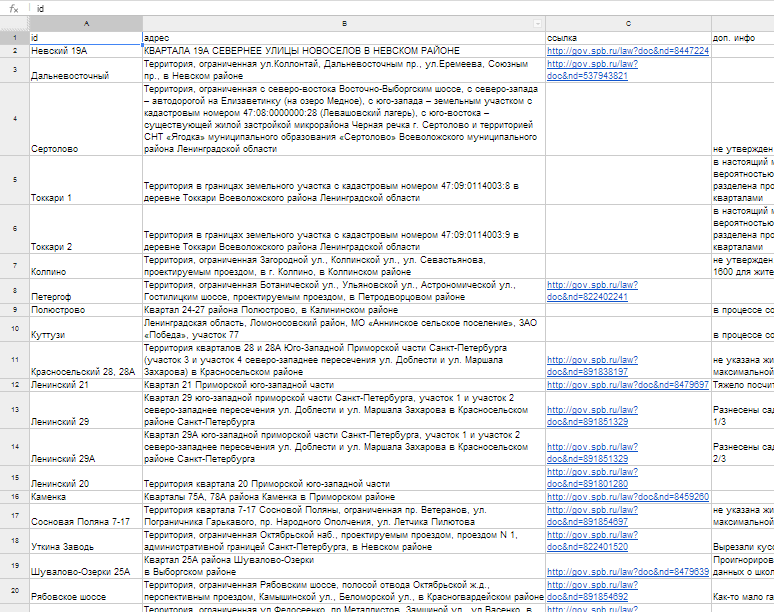 fx id
A B C
1 id адрес ссылка доп. инфо
2 Невский 19А КВАРТАЛА 19А СЕВЕРНЕЕ УЛИЦЫ НОВОСЕЛОВ В НЕВСКОМ РАЙОНЕ http://gov.spb.ru/law?doc&nd=8447224
Территория, ограниченная ул.Коллонтай, Дальневосточным пр., ул.Еремеева, Союзным http://gov.spb.ru/law?
3 Дальневосточный пр., в Невском районе doc&nd=537943821
Территория, ограниченная с северо-востока Восточно-Выборгским шоссе, с северо-запада
– автодорогой на Елизаветинку (на озеро Медное), с юго-запада – земельным участком с
кадастровым номером 47:08:0000000:28 (Левашовский лагерь), с юго-востока –
4 существующей жилой застройкой микрорайона Черная речка г. Сертолово и территорией
СНТ «Ягодка» муниципального образования «Сертолово» Всеволожского муниципального
Сертолово района Ленинградской области не утвержден
в настоящий
вероятностью
5 Территория в границах земельного участка с кадастровым номером 47:09:0114003:8 в разделена
Токкари 1 деревне Токкари Всеволожского района Ленинградской области кварталами
в настоящий
вероятностью
6 Территория в границах земельного участка с кадастровым номером 47:09:0114003:9 в разделена
Токкари 2 деревне Токкари Всеволожского района Ленинградской области кварталами
Территория, ограниченная Загородной ул., Колпинской ул., ул. Севастьянова, не утвержден
7 Колпино проектируемым проездом, в г. Колпино, в Колпинском районе 1600 для жите
Территория, ограниченная Ботанической ул., Ульяновской ул., Астрономической ул., http://gov.spb.ru/law?
8 Петергоф Гостилицким шоссе, проектируемым проездом, в Петродворцовом районе doc&nd=822402241
9 Полюстрово Квартал 24-27 района Полюстрово, в Калининском районе в процессе со
Ленинградская область, Ломоносовский район, МО «Аннинское сельское поселение», ЗАО
10 Куттузи «Победа», участок 77 в процессе со
Территория кварталов 28 и 28А Юго-Западной Приморской части Санкт-Петербурга
11 (участок 3 и участок 4 северо-западнее пересечения ул. Доблести и ул. Маршала http://gov.spb.ru/law? не указана жи
Красносельский 28, 28А Захарова) в Красносельском районе doc&nd=891838197 максимальной
12 Ленинский 21 Квартал 21 Приморской юго-западной части http://gov.spb.ru/law?doc&nd=8479697 Тяжело посчит
Квартал 29 юго-западной приморской части Санкт-Петербурга, участок 1 и участок 2
13 северо-западнее пересечения ул. Доблести и ул. Маршала Захарова в Красносельском http://gov.spb.ru/law? Разнесены сад
Ленинский 29 районе Санкт-Петербурга doc&nd=891851329 1/3
Квартал 29А юго-западной приморской части Санкт-Петербурга, участок 1 и участок 2
14 северо-западнее пересечения ул. Доблести и ул. Маршала Захарова в Красносельском http://gov.spb.ru/law? Разнесены сад
Ленинский 29А районе Санкт-Петербурга doc&nd=891851329 2/3
http://gov.spb.ru/law?
15 Ленинский 20 Территория квартала 20 Приморской юго-западной части doc&nd=891801280
16 Каменка Кварталы 75А, 78А района Каменка в Приморском районе http://gov.spb.ru/law?doc&nd=8459260
Территория квартала 7-17 Сосновой Поляны, ограниченная пр. Ветеранов, ул. http://gov.spb.ru/law? не указана жи
17 Сосновая Поляна 7-17 Пограничника Гарькавого, пр. Народного Ополчения, ул. Летчика Пилютова doc&nd=891854697 максимальной
Территория, ограниченная Октябрьской наб., проектируемым проездом, проездом N 1, http://gov.spb.ru/law?
18 Уткина Заводь административной границей Санкт-Петербурга, в Невском районе doc&nd=822401520 Вырезали кусо
Квартал 25А района Шувалово-Озерки Проигнориров
19 Шувалово-Озерки 25А в Выборгском районе http://gov.spb.ru/law?doc&nd=8479639 данных о школ
Территория, ограниченная Рябовским шоссе, полосой отвода Октябрьской ж.д., http://gov.spb.ru/law?
20 Рябовское шоссе перспективным проездом, Камышинской ул., Беломорской ул., в Красногвардейском районе doc&nd=891854692 Как-то мало га
Территория, ограниченная ул.Федосеенко, пр.Металлистов, Замшиной ул., ул.Васенко, в http://gov.spb.ru/law?